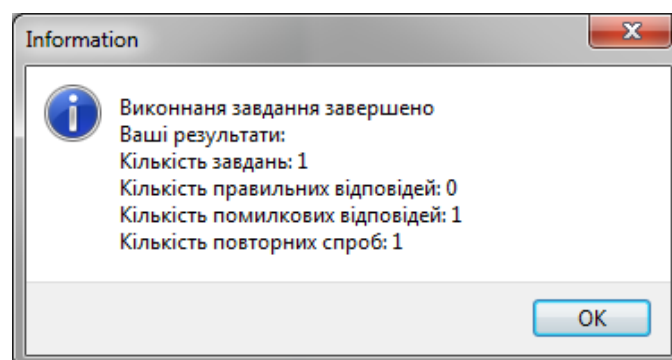 Information
Виконнаня завдання завершено
Ваші результати:
Кількість завдань: 1
Кількість правильних відповідей: 0
Кількість помилкових відповідей: 1
Кількість повторних спроб: 1
OK